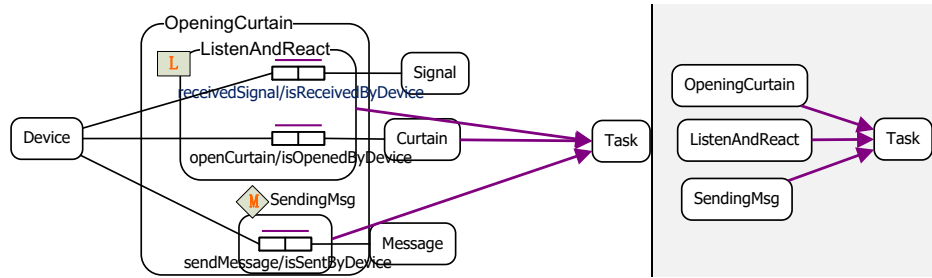 OpeningCurtain
ListenAndReact
L
Signal
receivedSignal/isReceivedByDevice
OpeningCurtain
Device
Curtain
Task
ListenAndReact
Task
openCurtain/isOpenedByDevice
M
SendingMsg
SendingMsg
Message
sendMessage/isSentByDevice